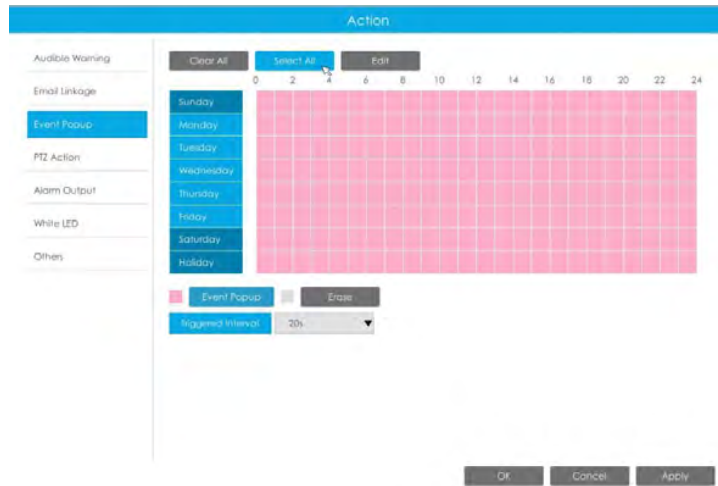 Action
Audible Warning
Email Linkage
Event Popup
PTZ Action
Alarm Output
White LED
Others
Clear All Select All Edit
0 2 4 6 8 10 12 14 16 18 20 22 24
Sunday
Monday
Tuesday
Wednesday
Thursday
Friday
Saturday
Holiday
Event Popup Erase
Triggered Interval 20s
OK Cancel Apply